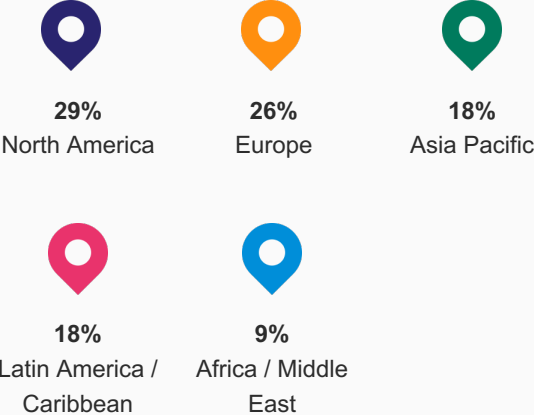 29%
North America
26%
Europe
18%
Asia Pacific
18%
Latin America /
Caribbean
9%
Africa / Middle
East